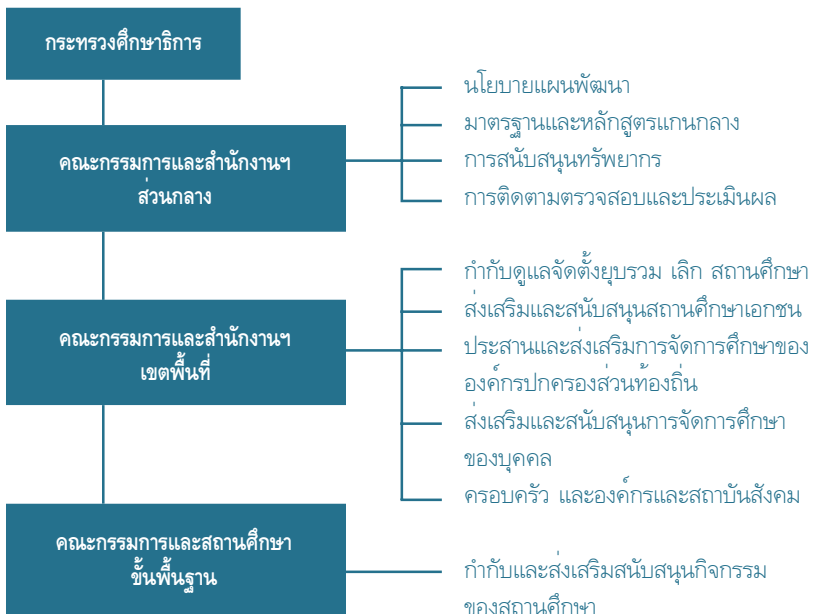 กระทรวงศึกษาธิการ
คณะกรรมการและสำนักงานฯ
ส่วนกลาง
นโยบายแผนพัฒนา
มาตรฐานและหลักสูตรแกนกลาง
การสนับสนุนทรัพยากร
การติดตามตรวจสอบและประเมินผล
คณะกรรมการและสำนักงานฯ
เขตพื้นที่
กำกับดูแลจัดตั้งยุบรวม เลิก สถานศึกษา
ส่งเสริมและสนับสนุนสถานศึกษาเอกชน
ประสานและส่งเสริมการจัดการศึกษาของ
องค์กรปกครองส่วนท้องถิ่น
ส่งเสริมและสนับสนุนการจัดการศึกษา
ของบุคคล
ครอบครัว และองค์กรและสถาบันสังคม
คณะกรรมการและสถานศึกษา
ขั้นพื้นฐาน
กำกับและส่งเสริมสนับสนุนกิจกรรม
ของสถานศึกษา